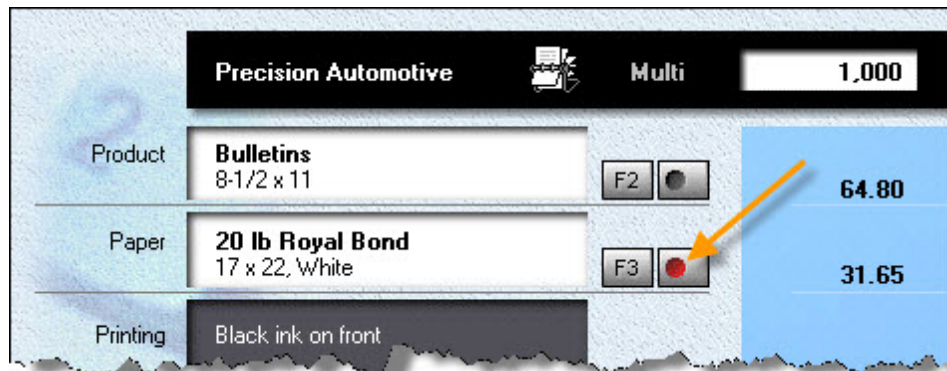 Precision Automotive Multi 1,000
Product Bulletins
8-1/2 x 11 F2 64.80
Paper 20 lb Royal Bond
17 x 22, White F3 31.65
Printing Black ink on front